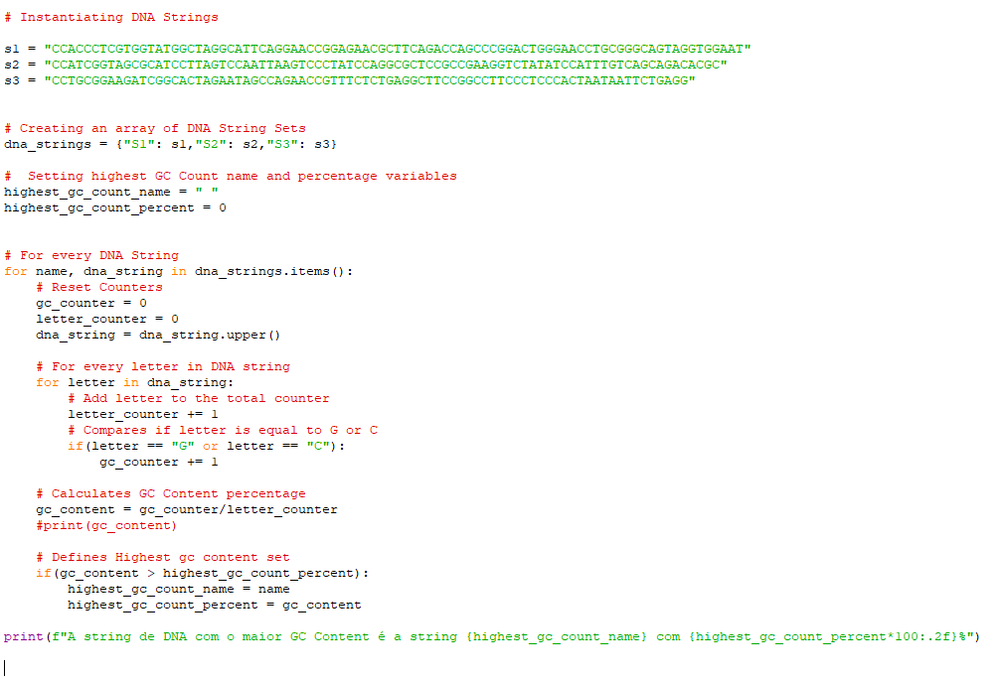 # Instantiating DNA Strings
s1 = "CCACCCTCGTGGTATGGCTAGGCATTCAGGAACCGGAGAACGCTTCAGACCAGCCCGGACTGGGAACCTGCGGGCAGTAGGTGGAAT"
s2 = "CCATCGGTAGCGCATCCTTAGTCCAATTAAGTCCCTATCCAGGCGCTCCGCCGAAGGTCTATATCCATTTGTCAGCAGACACGC"
s3 = "CCTGCGGAAGATCGGCACTAGAATAGCCAGAACCGTTTCTCTGAGGCTTCCGGCCTTCCCTCCCACTAATAATTCTGAGG"
# Creating an array of DNA String Sets
dna_strings = {"S1": s1,"S2": s2,"S3": s3}
#  Setting highest GC Count name and percentage variables
highest_gc_count_name = " "
highest_gc_count_percent = 0
# For every DNA String
for name, dna_string in dna_strings.items():
    # Reset Counters
    gc_counter = 0
    letter_counter = 0
    dna_string = dna_string.upper()
    # For every letter in DNA string
    for letter in dna_string:
        # Add letter to the total counter
        letter_counter += 1
        # Compares if letter is equal to G or C
        if(letter == "G" or letter == "C"):
            gc_counter += 1
    # Calculates GC Content percentage
    gc_content = gc_counter/letter_counter
    #print(gc_content)
    # Defines Highest gc content set
    if(gc_content > highest_gc_count_percent):
        highest_gc_count_name = name
        highest_gc_count_percent = gc_content
print(f"A string de DNA com o maior GC Content é a string {highest_gc_count_name} com {highest_gc_count_percent*100:.2f}%")